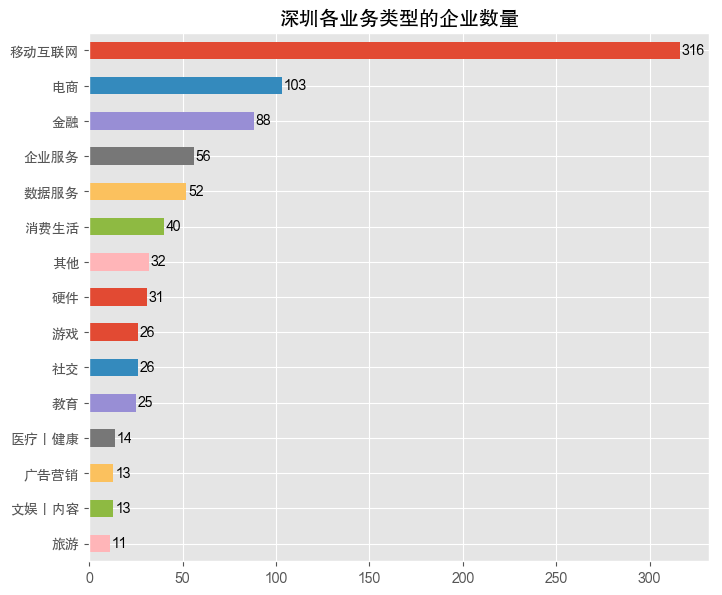 深圳各业务类型的企业数量
移动互联网 316
电商 103
金融 88
企业服务 56
数据服务 52
消费生活 40
其他 32
硬件 31
游戏 26
社交 26
教育 25
医疗丨健康 14
广告营销 13
文娱丨内容 13
旅游 11
0 50 100 150 200 250 300